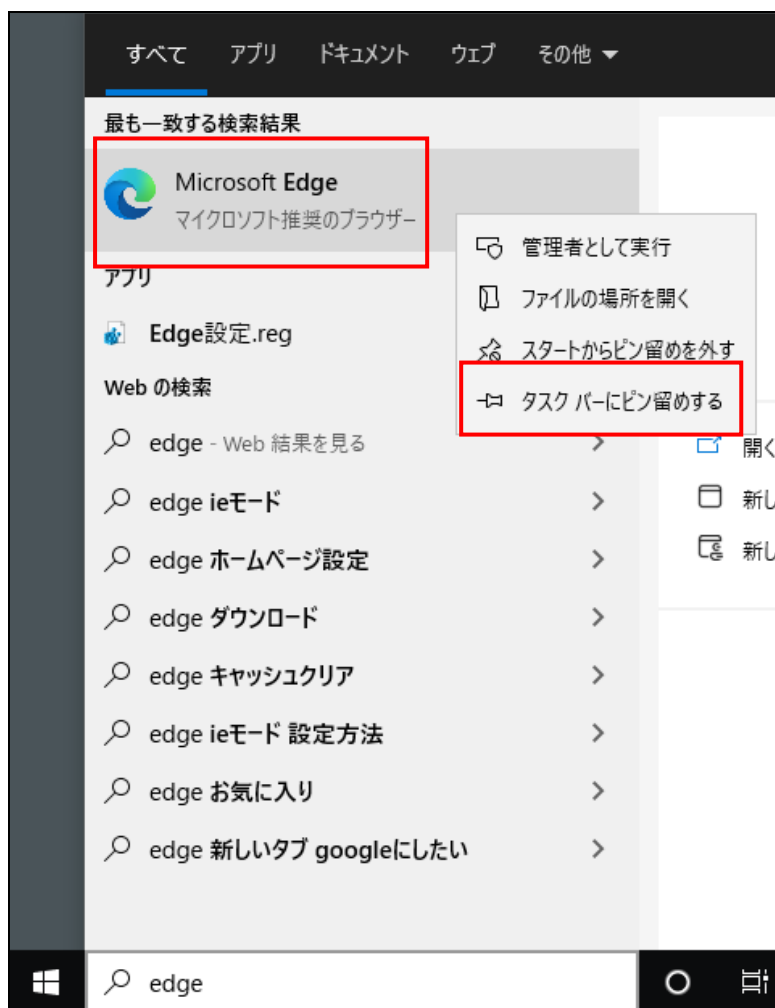 すべて アプリ ドキュメント ウェブ その他
最も一致する検索結果
Microsoft Edge
マイクロソフト推奨のブラウザー
管理者として実行
アプリ
ファイルの場所を開く
Edge設定.reg
スタートからピン留めを外す
Web の検索
タスク バーにピン留めする
edge - Web 結果を見る
開く
edge ieモード
新し
edge ホームページ設定
新し
edge ダウンロード
edge キャッシュクリア
edge ieモード 設定方法
edge お気に入り
edge 新しいタブ googleにしたい
edge